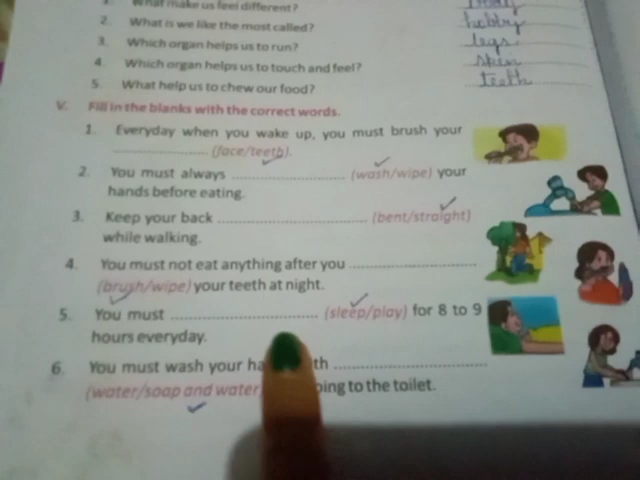 1. What make us feel different?
2. What is we like the most called? hobby
3. Which organ helps us to run? legs.
4. Which organ helps us to touch and feel? skin
5. What help us to chew our food? teeth
V. Fill in the blanks with the correct words.
1. Everyday when you wake up, you must brush your
.............................. (face/teeth).
2. You must always .............................. (wash/wipe) your
hands before eating.
3. Keep your back .............................. (bent/straight)
while walking.
4. You must not eat anything after you ..............................
(brush/wipe) your teeth at night.
5. You must .............................. (sleep/play) for 8 to 9
hours everyday.
6. You must wash your ..............................
(water/soap and water) to the toilet.